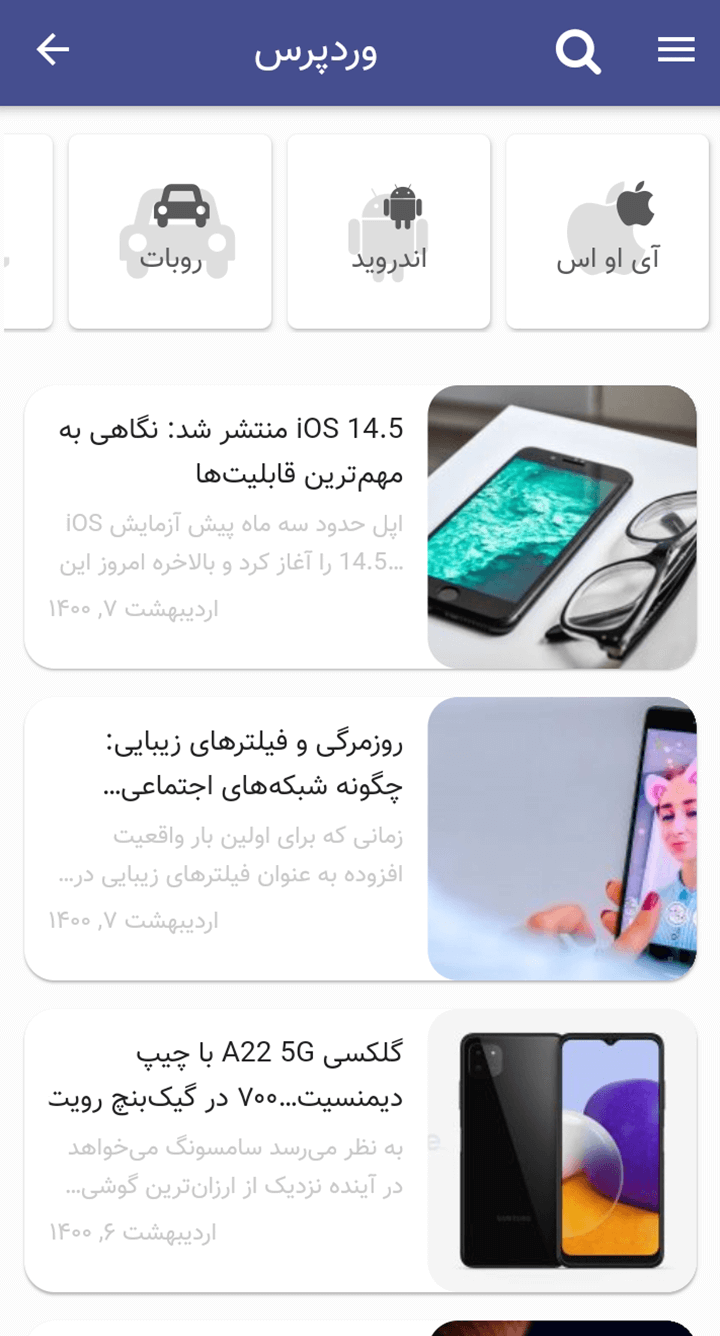 وردپرس
آی او اس
اندروید
روبات
iOS 14.5 منتشر شد: نگاهی به
مهم‌ترین قابلیت‌ها
اپل حدود سه ماه پیش آزمایش iOS
14.5 را آغاز کرد و بالاخره امروز این...
اردیبهشت ۷, ۱۴۰۰
روزمرگی و فیلترهای زیبایی:
چگونه شبکه‌های اجتماعی...
زمانی که برای اولین بار واقعیت
افزوده به عنوان فیلترهای زیبایی در...
اردیبهشت ۷, ۱۴۰۰
گلکسی A22 5G با چیپ
دیمنسیت...۷۰۰ در گیک‌بنچ رویت
به نظر می‌رسد سامسونگ می‌خواهد
در آینده نزدیک از ارزان‌ترین گوشی...
اردیبهشت ۶, ۱۴۰۰
SAMSUNG